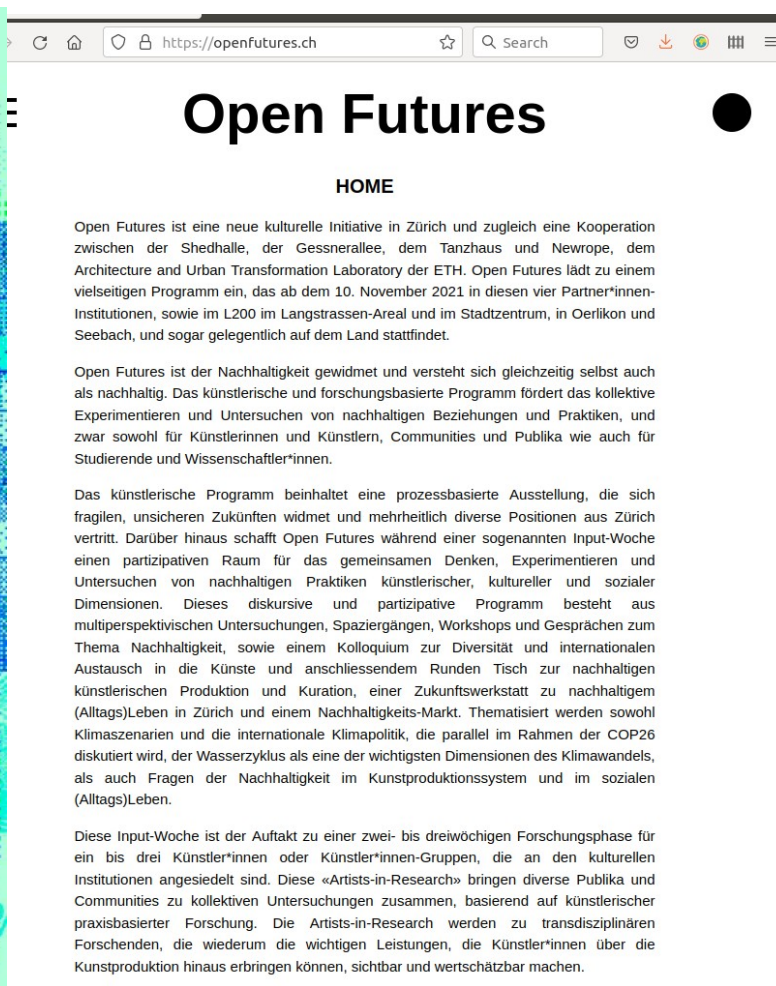 https://openfutures.ch
Search
Open Futures
HOME
Open Futures ist eine neue kulturelle Initiative in Zürich und zugleich eine Kooperation
zwischen der Shedhalle, der Gessnerallee, dem Tanzhaus und Newrope, dem
Architecture and Urban Transformation Laboratory der ETH. Open Futures lädt zu einem
vielseitigen Programm ein, das ab dem 10. November 2021 in diesen vier Partner*innen-
Institutionen, sowie im L200 im Langstrassen-Areal und im Stadtzentrum, in Oerlikon und
Seebach, und sogar gelegentlich auf dem Land stattfindet.
Open Futures ist der Nachhaltigkeit gewidmet und versteht sich gleichzeitig selbst auch
als nachhaltig. Das künstlerische und forschungsbasierte Programm fördert das kollektive
Experimentieren und Untersuchen von nachhaltigen Beziehungen und Praktiken, und
zwar sowohl für Künstlerinnen und Künstlern, Communities und Publika wie auch für
Studierende und Wissenschaftler*innen.
Das künstlerische Programm beinhaltet eine prozessbasierte Ausstellung, die sich
fragilen, unsicheren Zukünften widmet und mehrheitlich diverse Positionen aus Zürich
vertritt. Darüber hinaus schafft Open Futures während einer sogenannten Input-Woche
einen partizipativen Raum für das gemeinsamen Denken, Experimentieren und
Untersuchen von nachhaltigen Praktiken künstlerischer, kultureller und sozialer
Dimensionen. Dieses diskursive und partizipative Programm besteht aus
multiperspektivischen Untersuchungen, Spaziergängen, Workshops und Gesprächen zum
Thema Nachhaltigkeit, sowie einem Kolloquium zur Diversität und internationalen
Austausch in die Künste und anschliessendem Runden Tisch zur nachhaltigen
künstlerischen Produktion und Kuration, einer Zukunftswerkstatt zu nachhaltigem
(Alltags)Leben in Zürich und einem Nachhaltigkeits-Markt. Thematisiert werden sowohl
Klimaszenarien und die internationale Klimapolitik, die parallel im Rahmen der COP26
diskutiert wird, der Wasserzyklus als eine der wichtigsten Dimensionen des Klimawandels,
als auch Fragen der Nachhaltigkeit im Kunstproduktionssystem und im sozialen
(Alltags)Leben.
Diese Input-Woche ist der Auftakt zu einer zwei- bis dreiwöchigen Forschungsphase für
ein bis drei Künstler*innen oder Künstler*innen-Gruppen, die an den kulturellen
Institutionen angesiedelt sind. Diese «Artists-in-Research» bringen diverse Publika und
Communities zu kollektiven Untersuchungen zusammen, basierend auf künstlerischer
praxisbasierter Forschung. Die Artists-in-Research werden zu transdisziplinären
Forschenden, die wiederum die wichtigen Leistungen, die Künstler*innen über die
Kunstproduktion hinaus erbringen können, sichtbar und wertschätzbar machen.